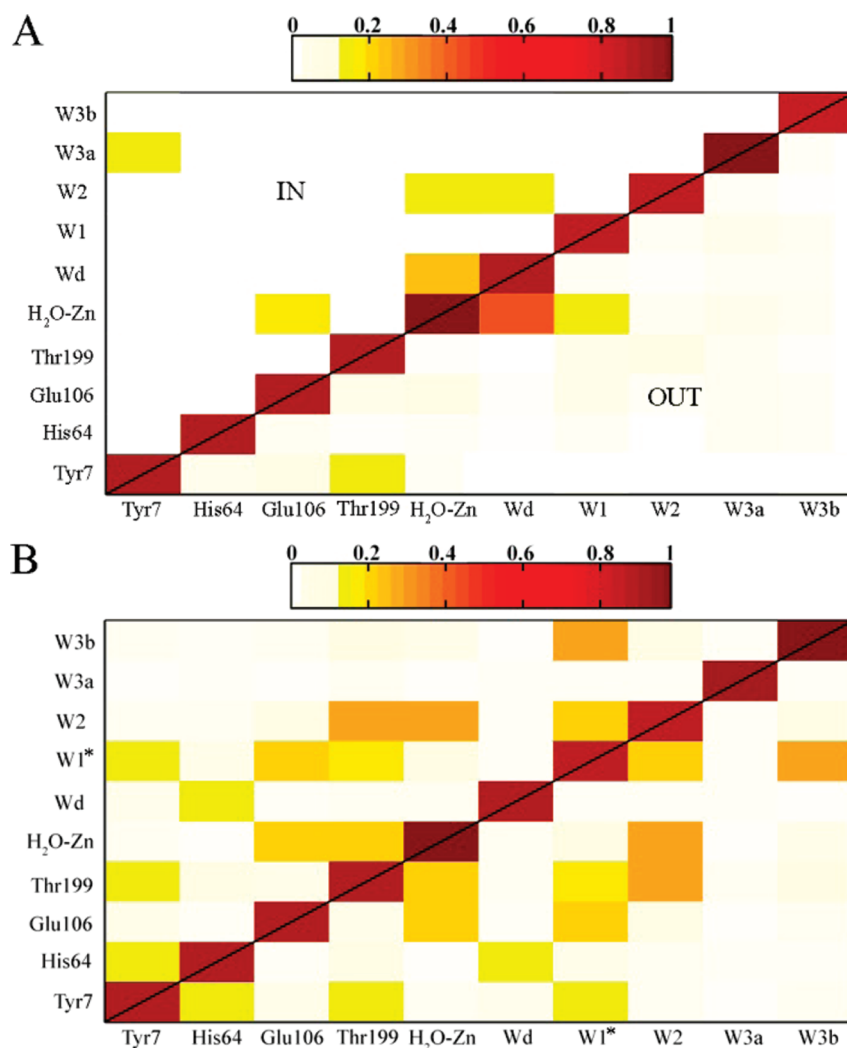 A
0 0.2 0.4 0.6 0.8 1
W3b
W3a
W2
IN
W1
Wd
H₂O-Zn
Thr199
Glu106
OUT
His64
Tyr7
Tyr7 His64 Glu106 Thr199 H₂O-Zn Wd W1 W2 W3a W3b
B
0 0.2 0.4 0.6 0.8 1
W3b
W3a
W2
W1*
Wd
H₂O-Zn
Thr199
Glu106
His64
Tyr7
Tyr7 His64 Glu106 Thr199 H₂O-Zn Wd W1* W2 W3a W3b